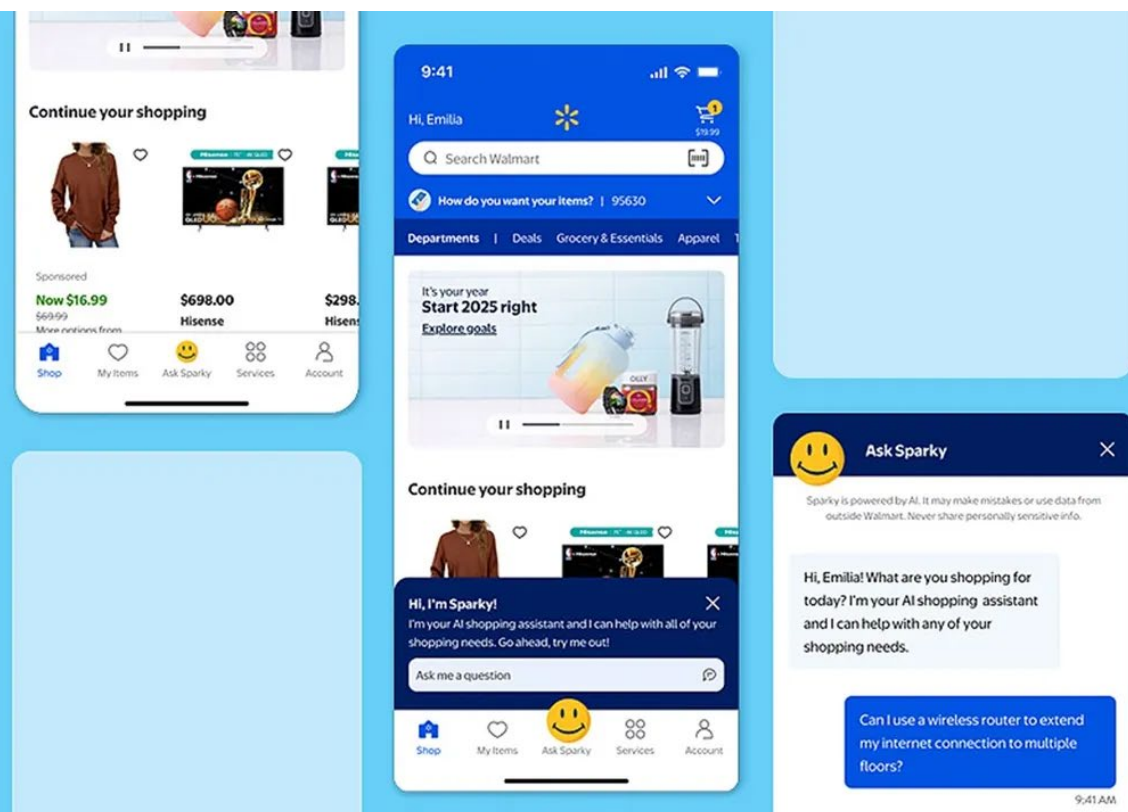 Continue your shopping
Sponsored
Now $16.99
$69.99
More options from
$698.00
Hisense
$298.
Hisens
Shop
My Items
Ask Sparky
Services
Account
9:41
Hi, Emilia
1
$19.99
Search Walmart
How do you want your items? | 95630
Departments | Deals Grocery & Essentials Apparel
It's your year
Start 2025 right
Explore goals
OLLY
Continue your shopping
Hi, I'm Sparky!
I'm your AI shopping assistant and I can help with all of your
shopping needs. Go ahead, try me out!
Ask me a question
Shop
My Items
Ask Sparky
Services
Account
Ask Sparky
Sparky is powered by AI. It may make mistakes or use data from
outside Walmart. Never share personally sensitive info.
Hi, Emilia! What are you shopping for
today? I'm your AI shopping assistant
and I can help with any of your
shopping needs.
Can I use a wireless router to extend
my internet connection to multiple
floors?
9:41 AM